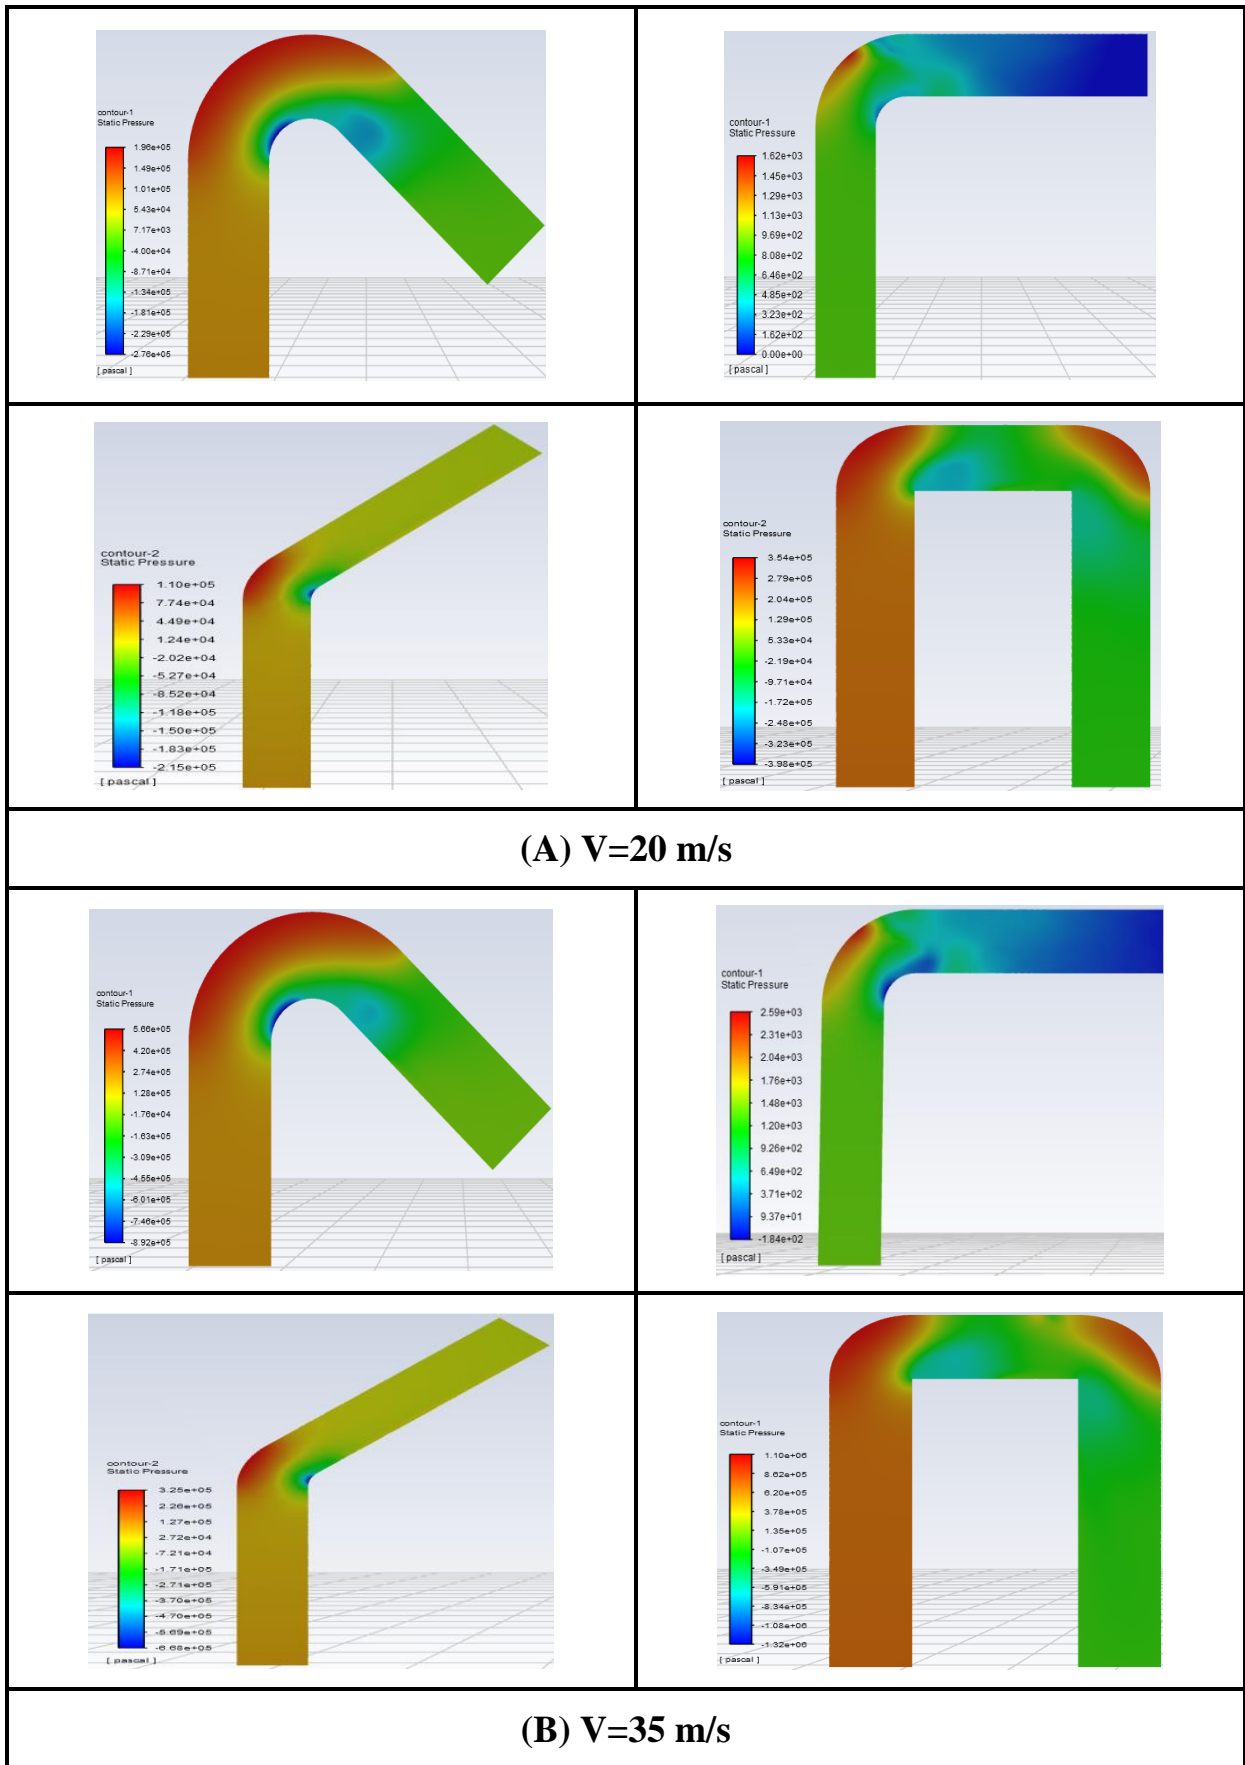 contour-1
Static Pressure
1.96e+05
1.49e+05
1.01e+05
5.43e+04
7.17e+03
-4.00e+04
-8.71e+04
-1.34e+05
-1.81e+05
-2.29e+05
-2.76e+05
[ pascal ]
contour-1
Static Pressure
1.62e+03
1.45e+03
1.29e+03
1.13e+03
9.69e+02
8.08e+02
6.46e+02
4.85e+02
3.23e+02
1.62e+02
0.00e+00
[ pascal ]
contour-2
Static Pressure
1.10e+05
7.74e+04
4.49e+04
1.24e+04
-2.02e+04
-5.27e+04
-8.52e+04
-1.18e+05
-1.50e+05
-1.83e+05
-2.15e+05
[ pascal ]
contour-2
Static Pressure
3.54e+05
2.79e+05
2.04e+05
1.29e+05
5.33e+04
-2.19e+04
-9.71e+04
-1.72e+05
-2.48e+05
-3.23e+05
-3.98e+05
[ pascal ]
(A) V=20 m/s
contour-1
Static Pressure
5.66e+05
4.20e+05
2.74e+05
1.28e+05
-1.76e+04
-1.63e+05
-3.09e+05
-4.55e+05
-6.01e+05
-7.46e+05
-8.92e+05
[ pascal ]
contour-1
Static Pressure
2.59e+03
2.31e+03
2.04e+03
1.76e+03
1.48e+03
1.20e+03
9.26e+02
6.49e+02
3.71e+02
9.37e+01
-1.84e+02
[ pascal ]
contour-2
Static Pressure
3.25e+05
2.26e+05
1.27e+05
2.72e+04
-7.21e+04
-1.71e+05
-2.71e+05
-3.70e+05
-4.70e+05
-5.69e+05
-6.68e+05
[ pascal ]
contour-1
Static Pressure
1.10e+06
8.62e+05
6.20e+05
3.78e+05
1.35e+05
-1.07e+05
-3.49e+05
-5.91e+05
-8.34e+05
-1.08e+06
-1.32e+06
[ pascal ]
(B) V=35 m/s